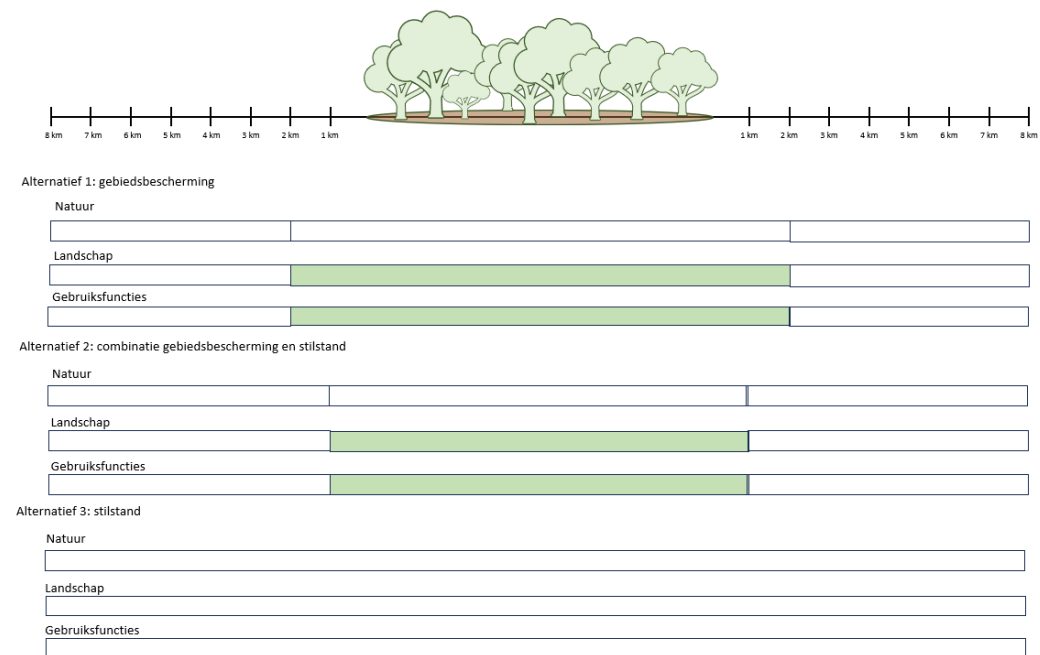 8 km 7 km 6 km 5 km 4 km 3 km 2 km 1 km 1 km 2 km 3 km 4 km 5 km 6 km 7 km 8 km
Alternatief 1: gebiedsbescherming
Natuur
Landschap
Gebruiksfuncties
Alternatief 2: combinatie gebiedsbescherming en stilstand
Natuur
Landschap
Gebruiksfuncties
Alternatief 3: stilstand
Natuur
Landschap
Gebruiksfuncties